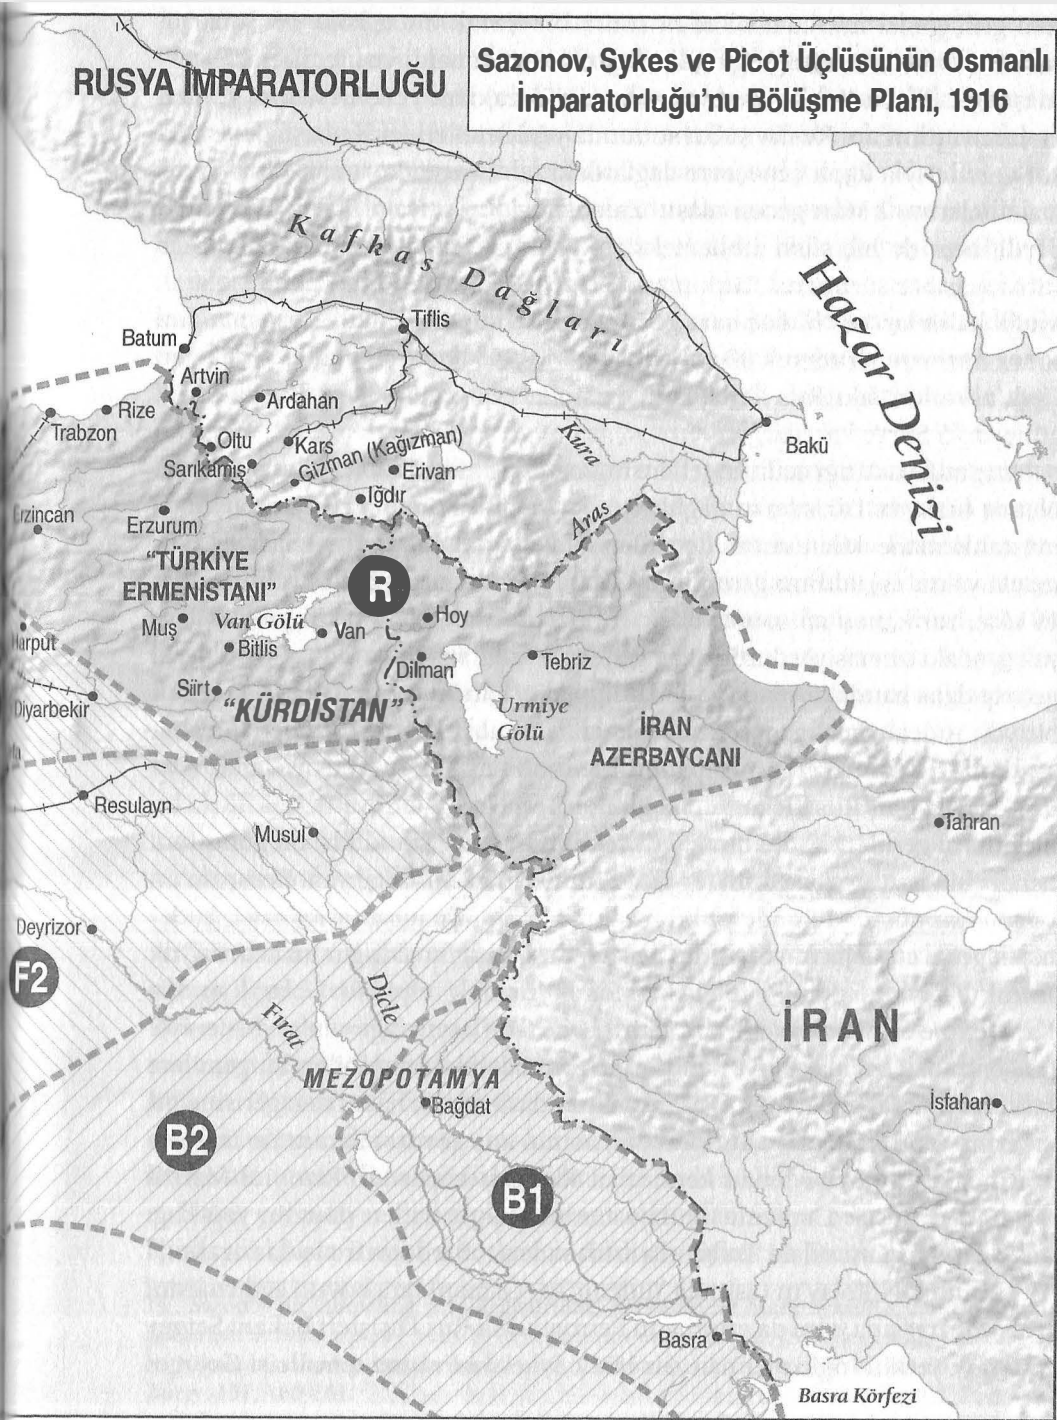 Sazonov, Sykes ve Picot Üçlüsünün Osmanlı
İmparatorluğu'nu Bölüşme Planı, 1916
RUSYA İMPARATORLUĞU
Kafkas Dağları
Hazar Denizi
Batum
Tiflis
Artvin
Ardahan
Rize
Trabzon
Oltu
Kars
Gizman (Kağızman)
Kura
Bakü
Sarıkamış
Erivan
Iğdır
Erzincan
Erzurum
Aras
"TÜRKİYE
ERMENİSTANI"
R
Muş
Van Gölü
Van
Hoy
Harput
Bitlis
Dilman
Tebriz
Siirt
Diyarbekir
"KÜRDİSTAN"
Urmiye
Gölü
İRAN
AZERBAYCANI
Resulayn
Musul
Tahran
Deyrizor
F2
Dicle
Fırat
İRAN
MEZOPOTAMYA
Bağdat
İsfahan
B2
B1
Basra
Basra Körfezi